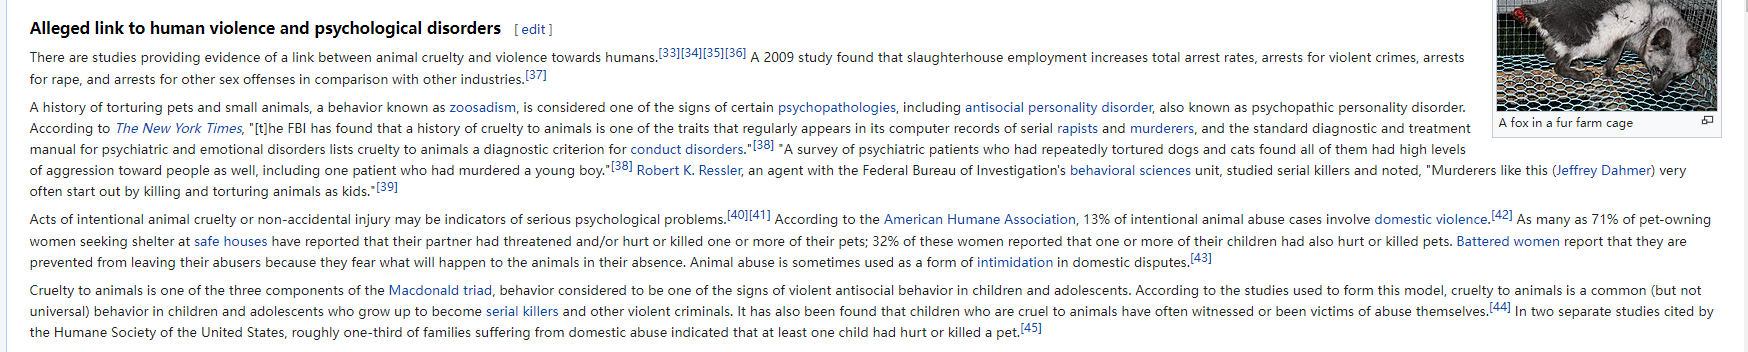 Alleged link to human violence and psychological disorders [ edit ]
There are studies providing evidence of a link between animal cruelty and violence towards humans.[33][34][35][36] A 2009 study found that slaughterhouse employment increases total arrest rates, arrests for violent crimes, arrests
for rape, and arrests for other sex offenses in comparison with other industries.[37]
A history of torturing pets and small animals, a behavior known as zoosadism, is considered one of the signs of certain psychopathologies, including antisocial personality disorder, also known as psychopathic personality disorder.
According to The New York Times, "[t]he FBI has found that a history of cruelty to animals is one of the traits that regularly appears in its computer records of serial rapists and murderers, and the standard diagnostic and treatment
manual for psychiatric and emotional disorders lists cruelty to animals a diagnostic criterion for conduct disorders."[38] "A survey of psychiatric patients who had repeatedly tortured dogs and cats found all of them had high levels
of aggression toward people as well, including one patient who had murdered a young boy."[38] Robert K. Ressler, an agent with the Federal Bureau of Investigation's behavioral sciences unit, studied serial killers and noted, "Murderers like this (Jeffrey Dahmer) very
often start out by killing and torturing animals as kids."[39]
Acts of intentional animal cruelty or non-accidental injury may be indicators of serious psychological problems.[40][41] According to the American Humane Association, 13% of intentional animal abuse cases involve domestic violence.[42] As many as 71% of pet-owning
women seeking shelter at safe houses have reported that their partner had threatened and/or hurt or killed one or more of their pets; 32% of these women reported that one or more of their children had also hurt or killed pets. Battered women report that they are
prevented from leaving their abusers because they fear what will happen to the animals in their absence. Animal abuse is sometimes used as a form of intimidation in domestic disputes.[43]
Cruelty to animals is one of the three components of the Macdonald triad, behavior considered to be one of the signs of violent antisocial behavior in children and adolescents. According to the studies used to form this model, cruelty to animals is a common (but not
universal) behavior in children and adolescents who grow up to become serial killers and other violent criminals. It has also been found that children who are cruel to animals have often witnessed or been victims of abuse themselves.[44] In two separate studies cited by
the Humane Society of the United States, roughly one-third of families suffering from domestic abuse indicated that at least one child had hurt or killed a pet.[45]
A fox in a fur farm cage